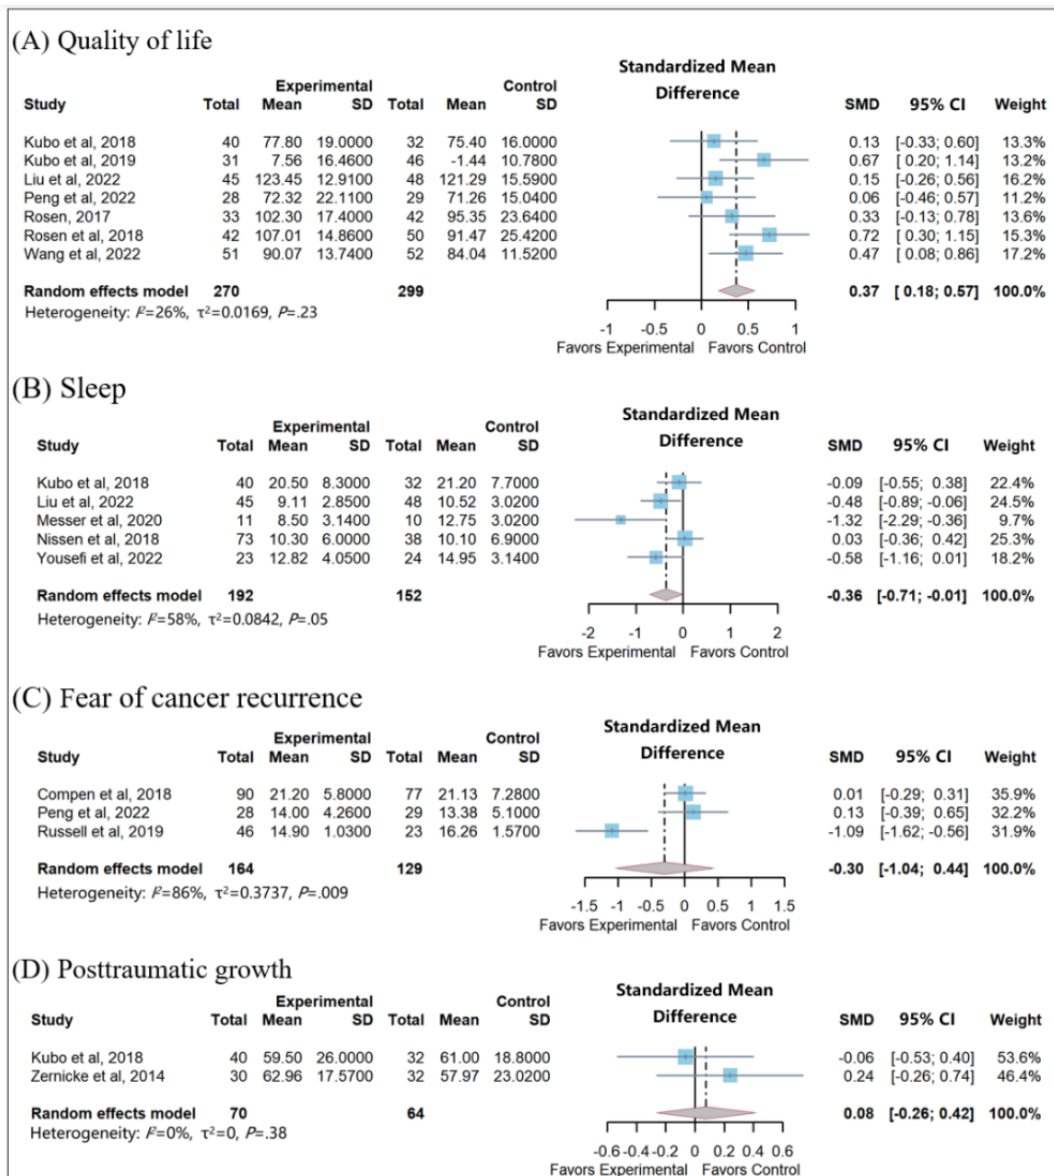 (A) Quality of life
Standardized Mean
Experimental Control Difference
Study Total Mean SD Total Mean SD SMD 95% CI Weight
Kubo et al, 2018 40 77.80 19.0000 32 75.40 16.0000 0.13 [-0.33; 0.60] 13.3%
Kubo et al, 2019 31 7.56 16.4600 46 -1.44 10.7800 0.67 [ 0.20; 1.14] 13.2%
Liu et al, 2022 45 123.45 12.9100 48 121.29 15.5900 0.15 [-0.26; 0.56] 16.2%
Peng et al, 2022 28 72.32 22.1100 29 71.26 15.0400 0.06 [-0.46; 0.57] 11.2%
Rosen, 2017 33 102.30 17.4000 42 95.35 23.6400 0.33 [-0.13; 0.78] 13.6%
Rosen et al, 2018 42 107.01 14.8600 50 91.47 25.4200 0.72 [ 0.30; 1.15] 15.3%
Wang et al, 2022 51 90.07 13.7400 52 84.04 11.5200 0.47 [ 0.08; 0.86] 17.2%
Random effects model 270 299 0.37 [ 0.18; 0.57] 100.0%
Heterogeneity: I²=26%, τ²=0.0169, P=.23
-1 -0.5 0 0.5 1
Favors Experimental Favors Control
(B) Sleep
Standardized Mean
Experimental Control Difference
Study Total Mean SD Total Mean SD SMD 95% CI Weight
Kubo et al, 2018 40 20.50 8.3000 32 21.20 7.7000 -0.09 [-0.55; 0.38] 22.4%
Liu et al, 2022 45 9.11 2.8500 48 10.52 3.0200 -0.48 [-0.89; -0.06] 24.5%
Messer et al, 2020 11 8.50 3.1400 10 12.75 3.0200 -1.32 [-2.29; -0.36] 9.7%
Nissen et al, 2018 73 10.30 6.0000 38 10.10 6.9000 0.03 [-0.36; 0.42] 25.3%
Yousefi et al, 2022 23 12.82 4.0500 24 14.95 3.1400 -0.58 [-1.16; 0.01] 18.2%
Random effects model 192 152 -0.36 [-0.71; -0.01] 100.0%
Heterogeneity: I²=58%, τ²=0.0842, P=.05
-2 -1 0 1 2
Favors Experimental Favors Control
(C) Fear of cancer recurrence
Standardized Mean
Experimental Control Difference
Study Total Mean SD Total Mean SD SMD 95% CI Weight
Compen et al, 2018 90 21.20 5.8000 77 21.13 7.2800 0.01 [-0.29; 0.31] 35.9%
Peng et al, 2022 28 14.00 4.2600 29 13.38 5.1000 0.13 [-0.39; 0.65] 32.2%
Russell et al, 2019 46 14.90 1.0300 23 16.26 1.5700 -1.09 [-1.62; -0.56] 31.9%
Random effects model 164 129 -0.30 [-1.04; 0.44] 100.0%
Heterogeneity: I²=86%, τ²=0.3737, P=.009
-1.5 -1 -0.5 0 0.5 1 1.5
Favors Experimental Favors Control
(D) Posttraumatic growth
Standardized Mean
Experimental Control Difference
Study Total Mean SD Total Mean SD SMD 95% CI Weight
Kubo et al, 2018 40 59.50 26.0000 32 61.00 18.8000 -0.06 [-0.53; 0.40] 53.6%
Zernicke et al, 2014 30 62.96 17.5700 32 57.97 23.0200 0.24 [-0.26; 0.74] 46.4%
Random effects model 70 64 0.08 [-0.26; 0.42] 100.0%
Heterogeneity: I²=0%, τ²=0, P=.38
-0.6 -0.4 -0.2 0 0.2 0.4 0.6
Favors Experimental Favors Control